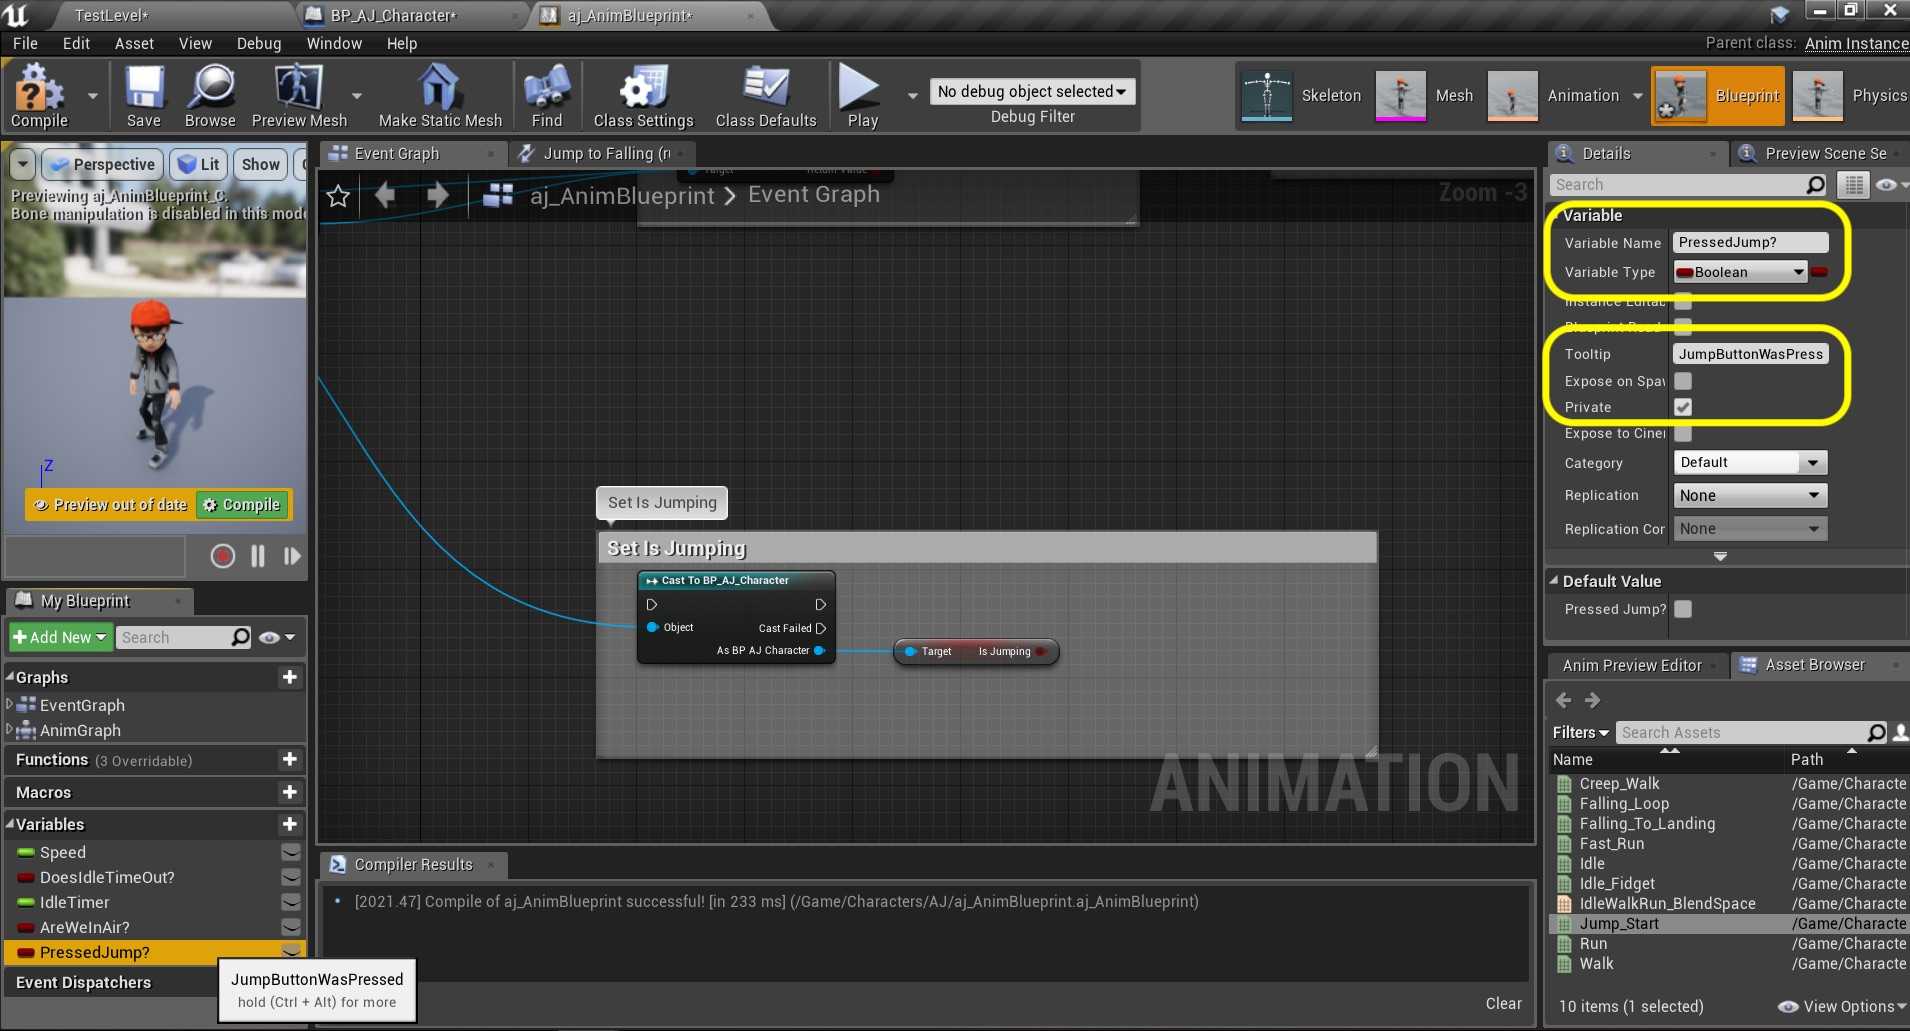 TestLevel*
BP_AJ_Character*
aj_AnimBlueprint*
File Edit Asset View Debug Window Help
Parent class: Anim Instance
Compile
Save
Browse
Preview Mesh
Make Static Mesh
Find
Class Settings
Class Defaults
Play
No debug object selected
Debug Filter
Skeleton
Mesh
Animation
Blueprint
Physics
Perspective
Lit
Show
Previewing aj_AnimBlueprint_C.
Bone manipulation is disabled in this mode
Z
Preview out of date
Compile
My Blueprint
Add New
Search
Graphs
EventGraph
AnimGraph
Functions (3 Overridable)
Macros
Variables
Speed
DoesIdleTimeOut?
IdleTimer
AreWeInAir?
PressedJump?
Event Dispatchers
JumpButtonWasPressed
hold (Ctrl + Alt) for more
Event Graph
Jump to Falling (r
Target Return Value
aj_AnimBlueprint > Event Graph
Zoom -3
Set Is Jumping
Set Is Jumping
Cast To BP_AJ_Character
Object
Cast Failed
As BP AJ Character
Target Is Jumping
ANIMATION
Compiler Results
[2021.47] Compile of aj_AnimBlueprint successful! [in 233 ms] (/Game/Characters/AJ/aj_AnimBlueprint.aj_AnimBlueprint)
Clear
Details
Preview Scene Se
Search
Variable
Variable Name PressedJump?
Variable Type Boolean
Instance Editab
Blueprint Read
Tooltip JumpButtonWasPress
Expose on Spa
Private
Expose to Cine
Category Default
Replication None
Replication Cor None
Default Value
Pressed Jump?
Anim Preview Editor
Asset Browser
Filters
Search Assets
Name Path
Creep_Walk /Game/Characte
Falling_Loop /Game/Characte
Falling_To_Landing /Game/Characte
Fast_Run /Game/Characte
Idle /Game/Characte
Idle_Fidget /Game/Characte
IdleWalkRun_BlendSpace /Game/Characte
Jump_Start /Game/Characte
Run /Game/Characte
Walk /Game/Characte
10 items (1 selected)
View Options